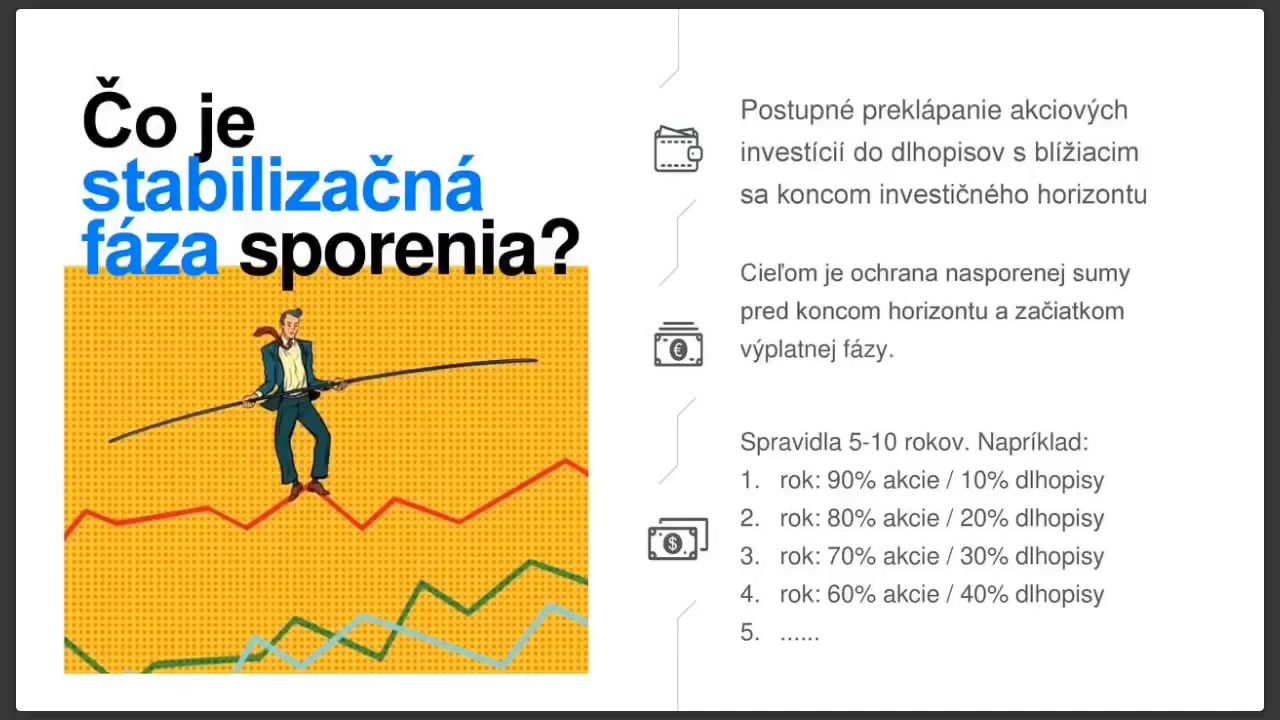 Čo je
stabilizačná
fáza sporenia?
Postupné preklápanie akciových
investícií do dlhopisov s blížiacim
sa koncom investičného horizontu
Cieľom je ochrana nasporenej sumy
pred koncom horizontu a začiatkom
výplatnej fázy.
Spravidla 5-10 rokov. Napríklad:
1. rok: 90% akcie / 10% dlhopisy
2. rok: 80% akcie / 20% dlhopisy
3. rok: 70% akcie / 30% dlhopisy
4. rok: 60% akcie / 40% dlhopisy
5. ......